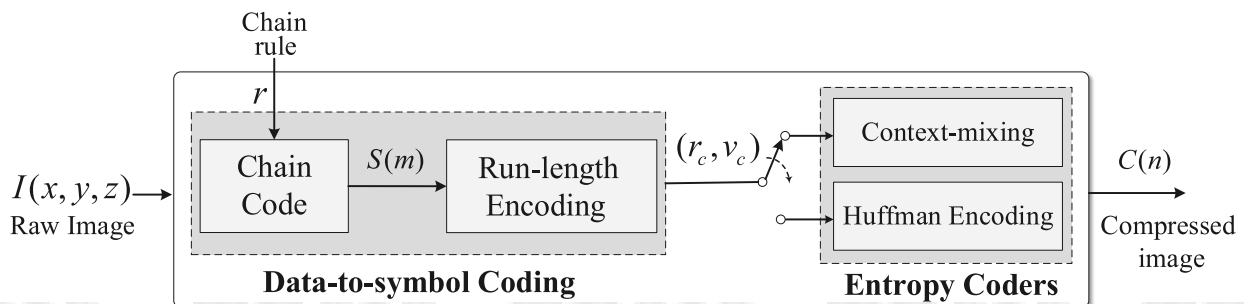 Chain
rule
r
I(x, y, z)
Raw Image
Chain
Code
S(m)
Run-length
Encoding
(r_c, v_c)
Context-mixing
Huffman Encoding
C(n)
Compressed
image
Data-to-symbol Coding
Entropy Coders